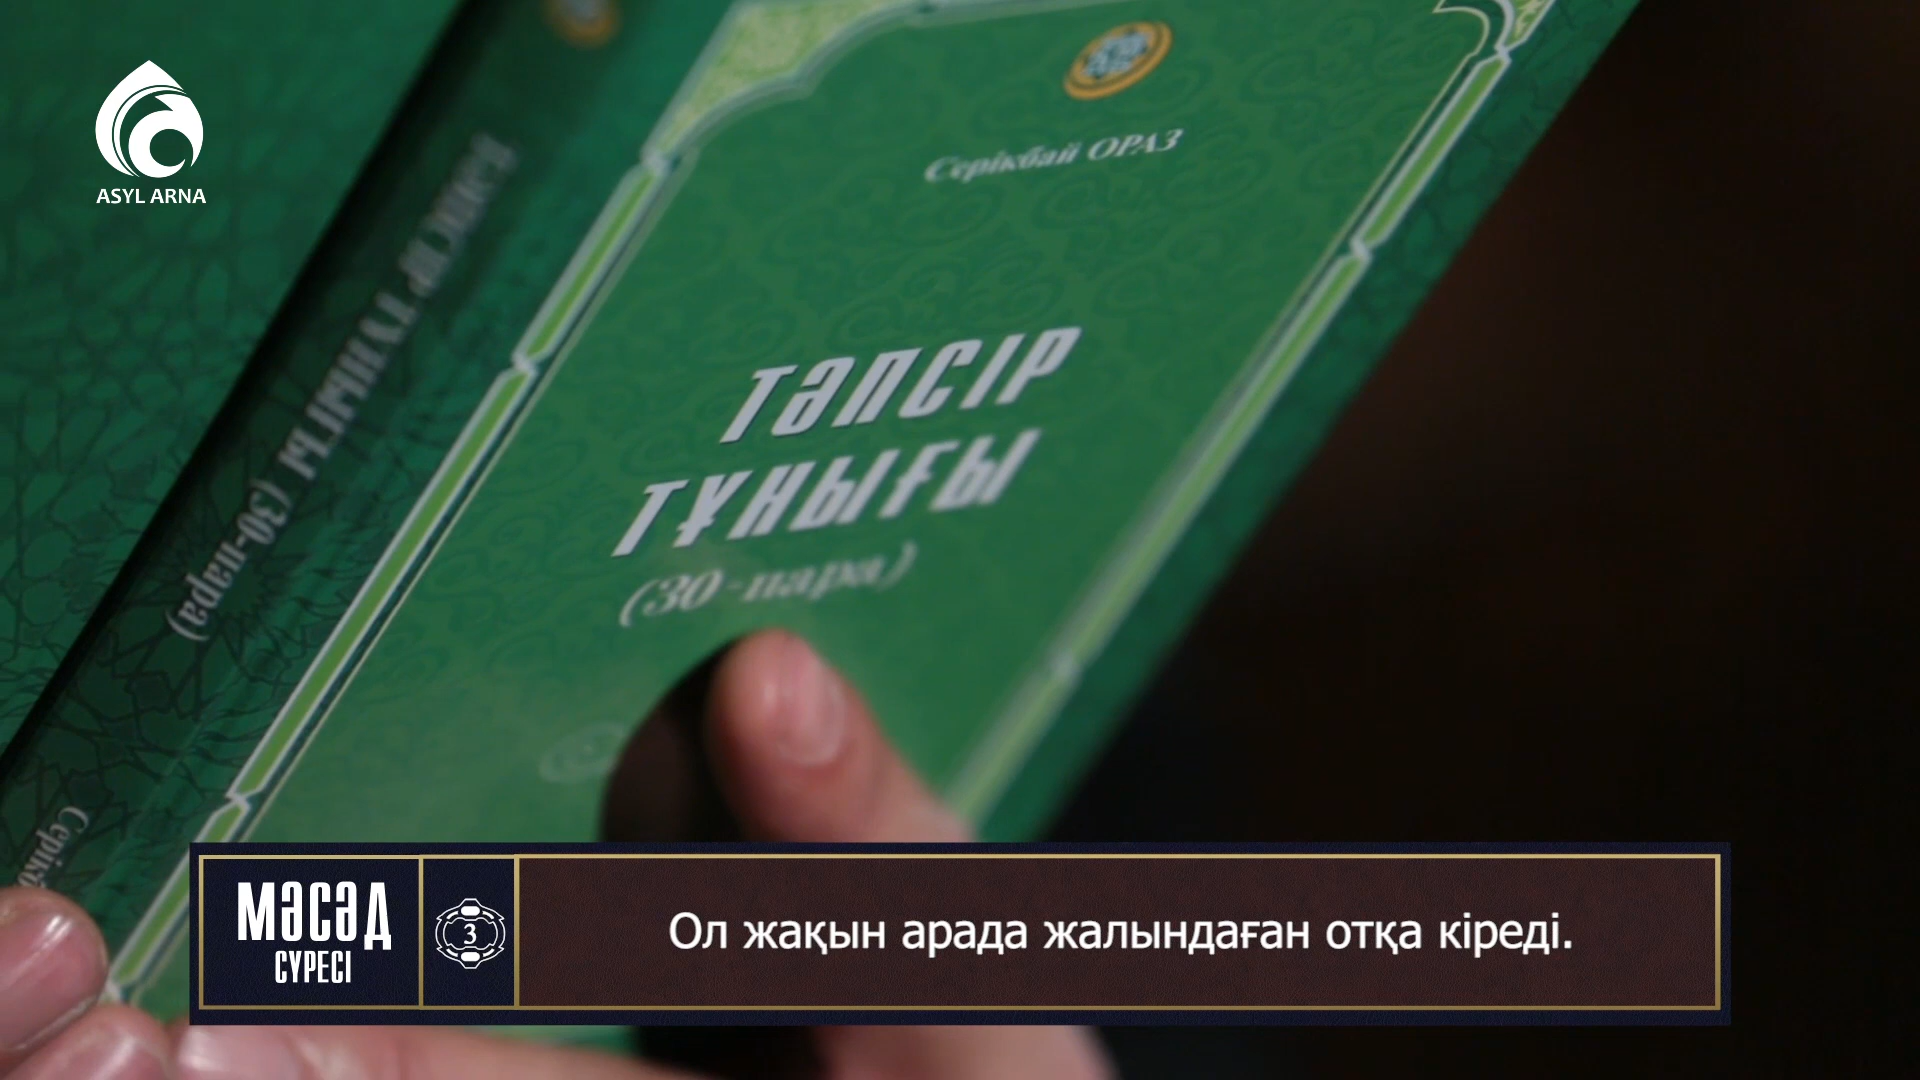 ASYL ARNA
Серікбай ОРАЗ
ТӘПСІР
ТҰНЫҒЫ
(30-пара)
ТӘПСІР ТҰНЫҒЫ (30-пара)
МӘСӘД
СҮРЕСІ
3
Ол жақын арада жалындаған отқа кіреді.